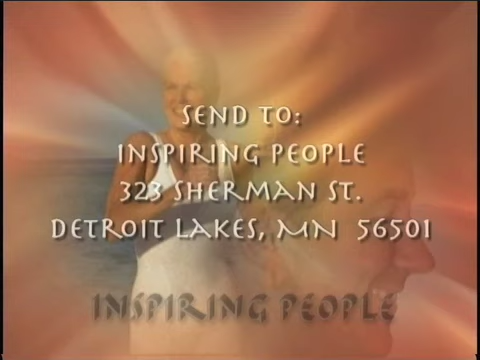 SEND TO:
INSPIRING PEOPLE
323 SHERMAN ST.
DETROIT LAKES, MN 56501
INSPIRING PEOPLE